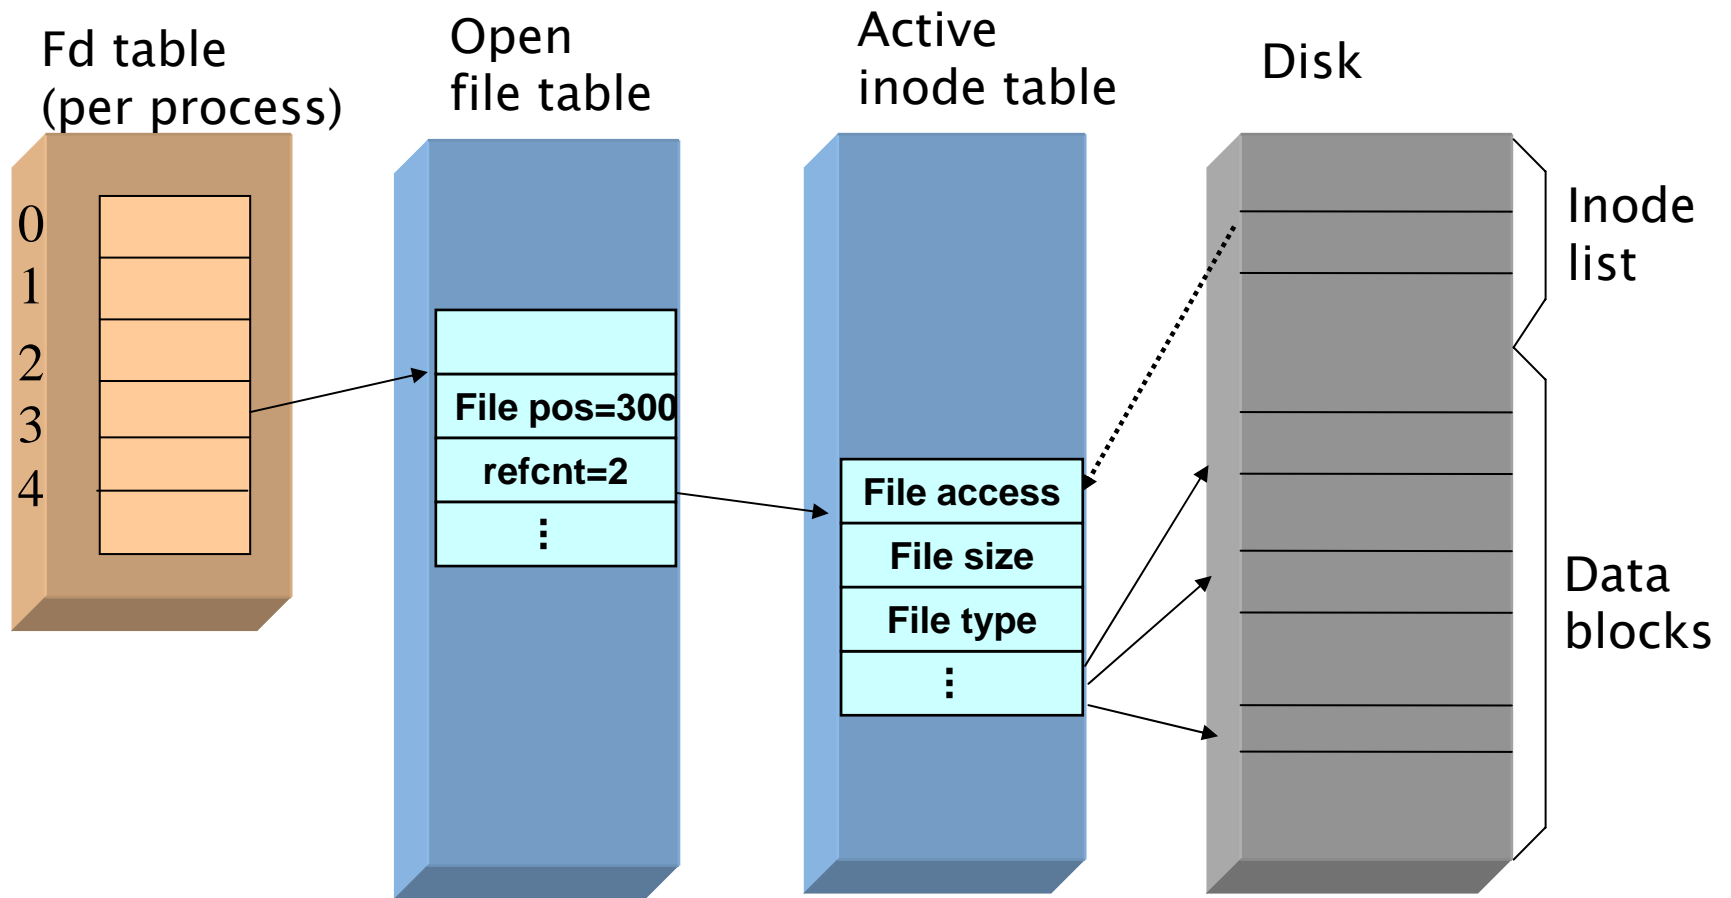 Fd table
(per process)
0
1
2
3
4
Open
file table
File pos=300
refcnt=2
⋮
Active
inode table
File access
File size
File type
⋮
Disk
Inode
list
Data
blocks